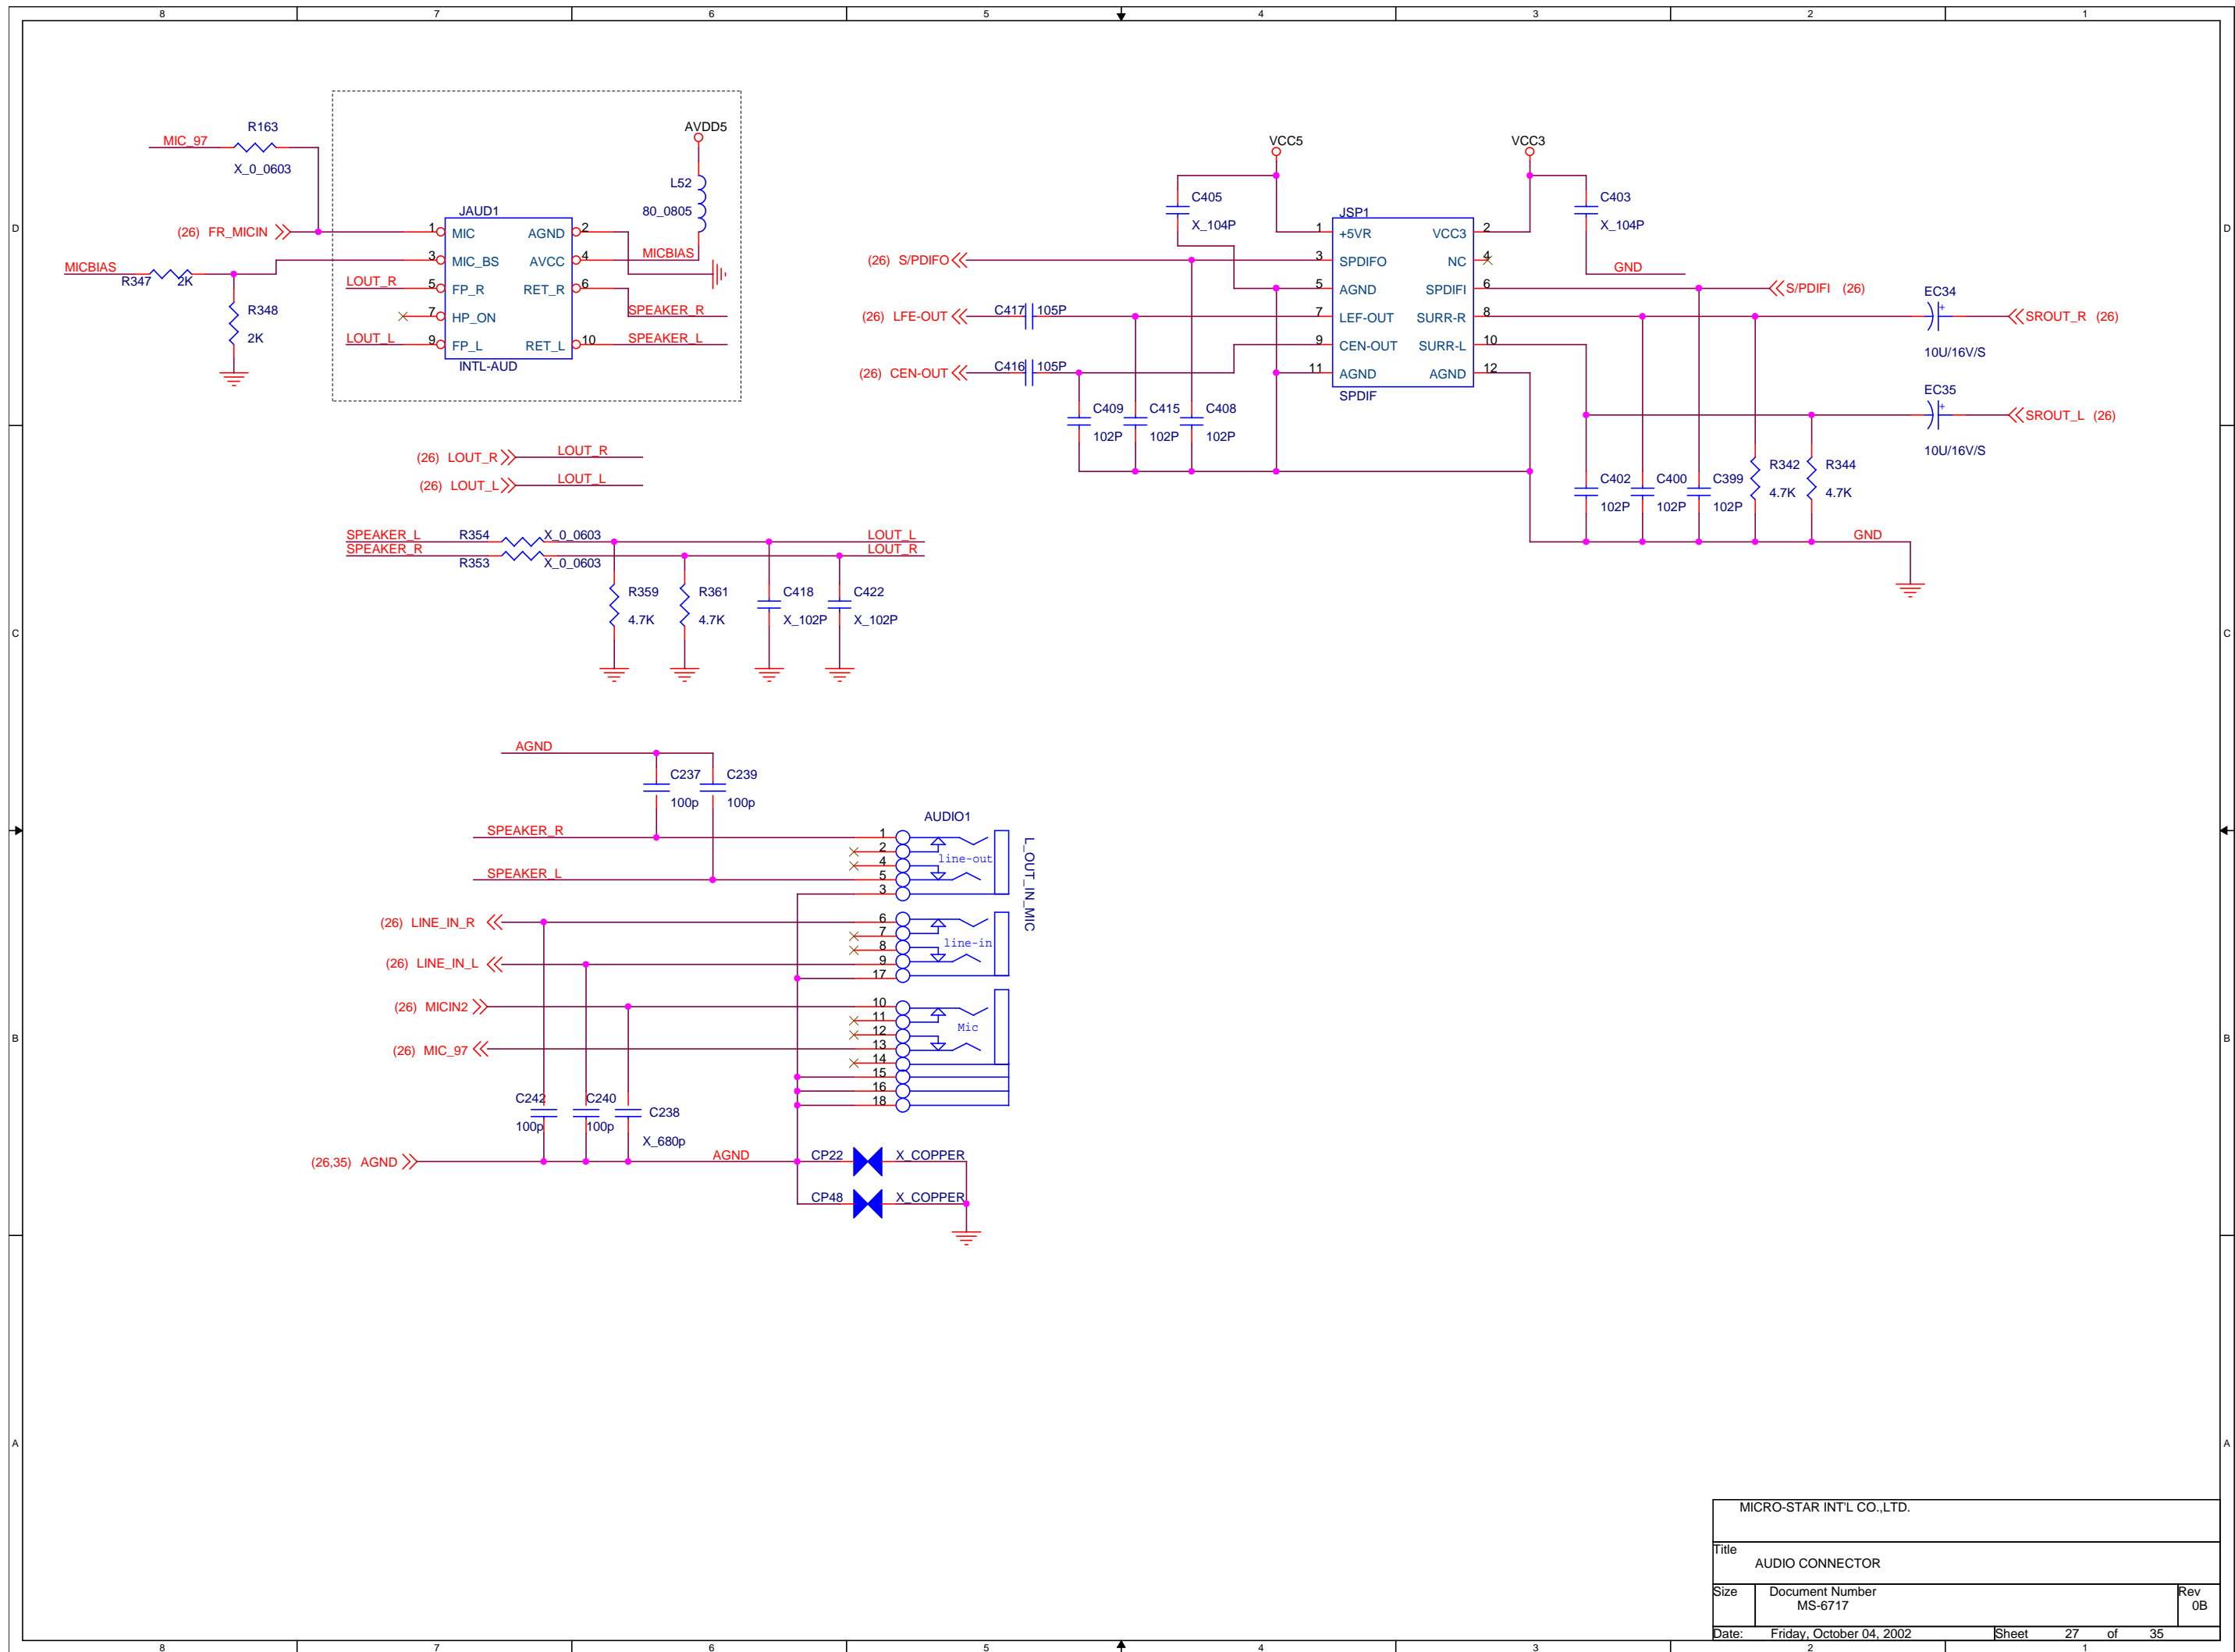 8 7 6 5 4 3 2 1
D
C
B
A
D
C
B
A
R163
MIC_97
X_0_0603
(26) FR_MICIN
MICBIAS
R347 2K
R348
2K
AVDD5
L52
80_0805
JAUD1
1 MIC AGND 2
3 MIC_BS AVCC 4 MICBIAS
LOUT_R 5 FP_R RET_R 6
7 HP_ON SPEAKER_R
LOUT_L 9 FP_L RET_L 10 SPEAKER_L
INTL-AUD
(26) LOUT_R LOUT_R
(26) LOUT_L LOUT_L
SPEAKER_L R354 X_0_0603 LOUT_L
SPEAKER_R LOUT_R
R353 X_0_0603
R359 R361 C418 C422
4.7K 4.7K X_102P X_102P
VCC5 VCC3
C405
X_104P
C403
X_104P
GND
JSP1
1 +5VR VCC3 2
(26) S/PDIFO 3 SPDIFO NC 4
5 AGND SPDIFI 6 S/PDIFI (26)
(26) LFE-OUT C417 105P 7 LEF-OUT SURR-R 8
9 CEN-OUT SURR-L 10
(26) CEN-OUT C416 105P 11 AGND AGND 12
SPDIF
EC34
SROUT_R (26)
10U/16V/S
EC35
SROUT_L (26)
10U/16V/S
C409 C415 C408
102P 102P 102P
R342 R344
4.7K 4.7K
C402 C400 C399
102P 102P 102P
GND
AGND
C237 C239
100p 100p
AUDIO1
SPEAKER_R 1
2
line-out
4
SPEAKER_L 5
3
L_OUT_IN_MIC
(26) LINE_IN_R 6
7
line-in
8
(26) LINE_IN_L 9
17
(26) MICIN2 10
11
Mic
12
(26) MIC_97 13
14
15
16
18
C242 C240 C238
100p 100p
X_680p
(26,35) AGND AGND CP22 X_COPPER
CP48 X_COPPER
MICRO-STAR INT'L CO.,LTD.
Title
AUDIO CONNECTOR
Size Document Number Rev
MS-6717 0B
Date: Friday, October 04, 2002 Sheet 27 of 35
8 7 6 5 4 3 2 1